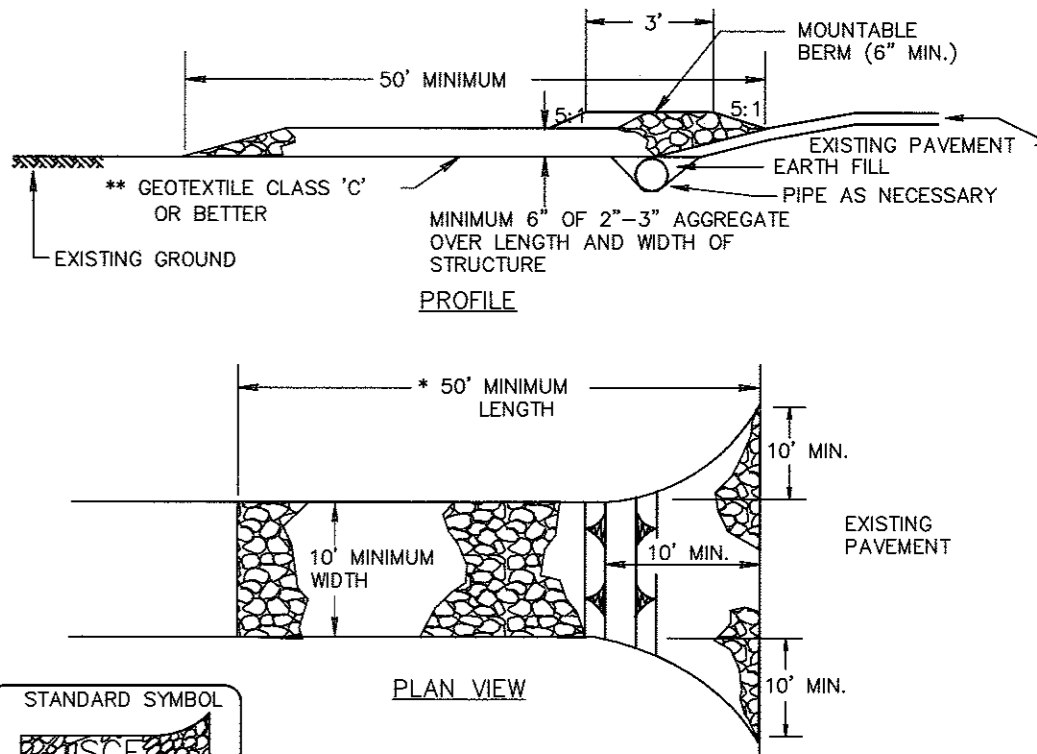 3'
MOUNTABLE
BERM (6" MIN.)
50' MINIMUM
5:1
5:1
EXISTING PAVEMENT
EARTH FILL
PIPE AS NECESSARY
** GEOTEXTILE CLASS 'C'
OR BETTER
MINIMUM 6" OF 2"-3" AGGREGATE
OVER LENGTH AND WIDTH OF
STRUCTURE
EXISTING GROUND
PROFILE
* 50' MINIMUM
LENGTH
10' MIN.
EXISTING
PAVEMENT
10' MINIMUM
WIDTH
10' MIN.
10' MIN.
PLAN VIEW
STANDARD SYMBOL
SCE